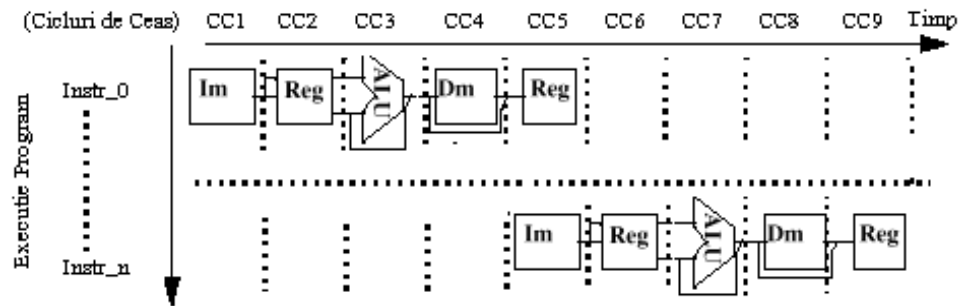 (Cicluri de Ceas) CC1 CC2 CC3 CC4 CC5 CC6 CC7 CC8 CC9 Timp
Instr_0 Im Reg ALU Dm Reg
Executie Program
Instr_n Im Reg ALU Dm Reg